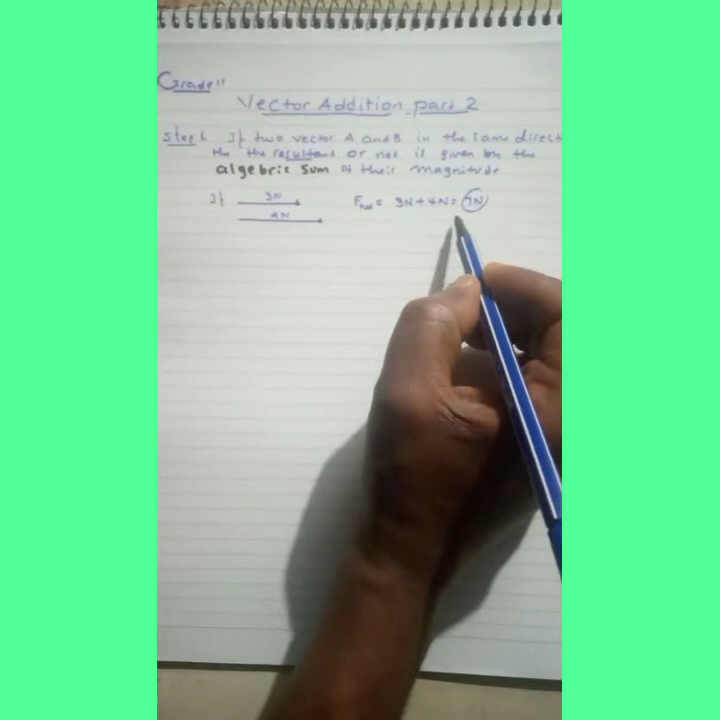 Grade 11
Vector Addition part 2
Step 1 If two vector A and B in the same direct
the the resultant or net is given by the
algebric Sum of their magnitude
If 3N Fnet = 3N + 4N = 7N
4N